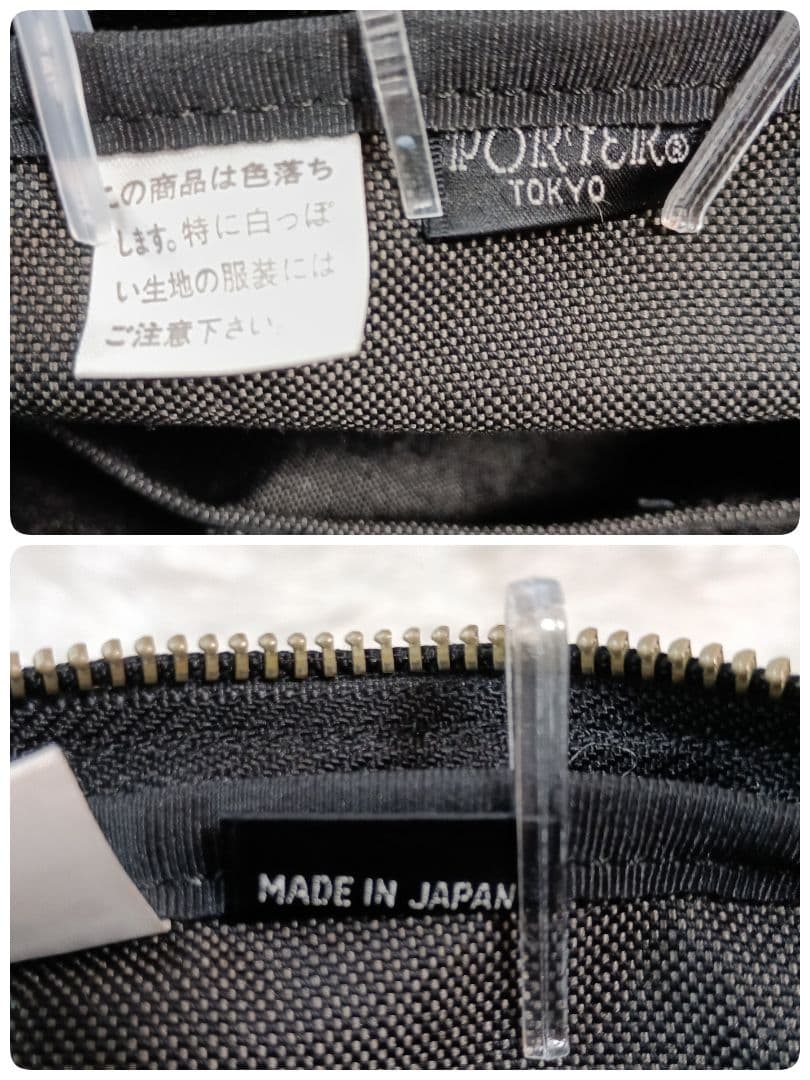 この商品は色落ち
します。特に白っぽ
い生地の服装には
ご注意下さい。
PORTER®
TOKYO
MADE IN JAPAN